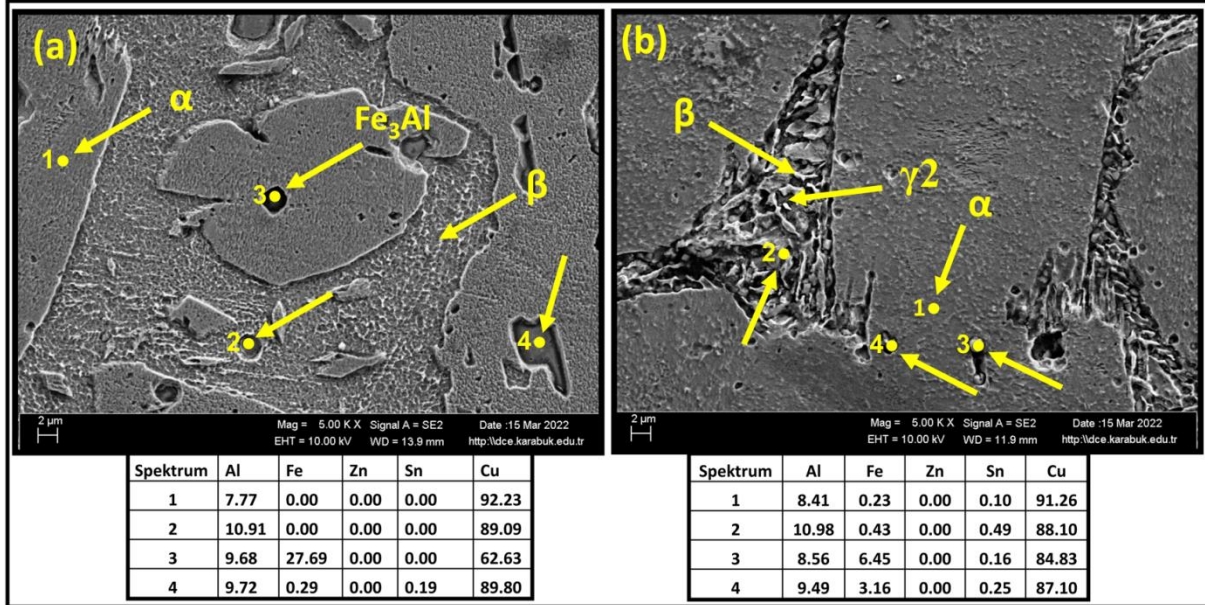 (a)
α
1
Fe₃Al
3
β
2
4
2 µm
Mag = 5.00 K X Signal A = SE2 Date :15 Mar 2022
EHT = 10.00 kV WD = 13.9 mm http:\\dce.karabuk.edu.tr
(b)
β
γ2
α
2
1
4
3
2 µm
Mag = 5.00 K X Signal A = SE2 Date :15 Mar 2022
EHT = 10.00 kV WD = 11.9 mm http:\\dce.karabuk.edu.tr
Spektrum Al Fe Zn Sn Cu
1 7.77 0.00 0.00 0.00 92.23
2 10.91 0.00 0.00 0.00 89.09
3 9.68 27.69 0.00 0.00 62.63
4 9.72 0.29 0.00 0.19 89.80
Spektrum Al Fe Zn Sn Cu
1 8.41 0.23 0.00 0.10 91.26
2 10.98 0.43 0.00 0.49 88.10
3 8.56 6.45 0.00 0.16 84.83
4 9.49 3.16 0.00 0.25 87.10